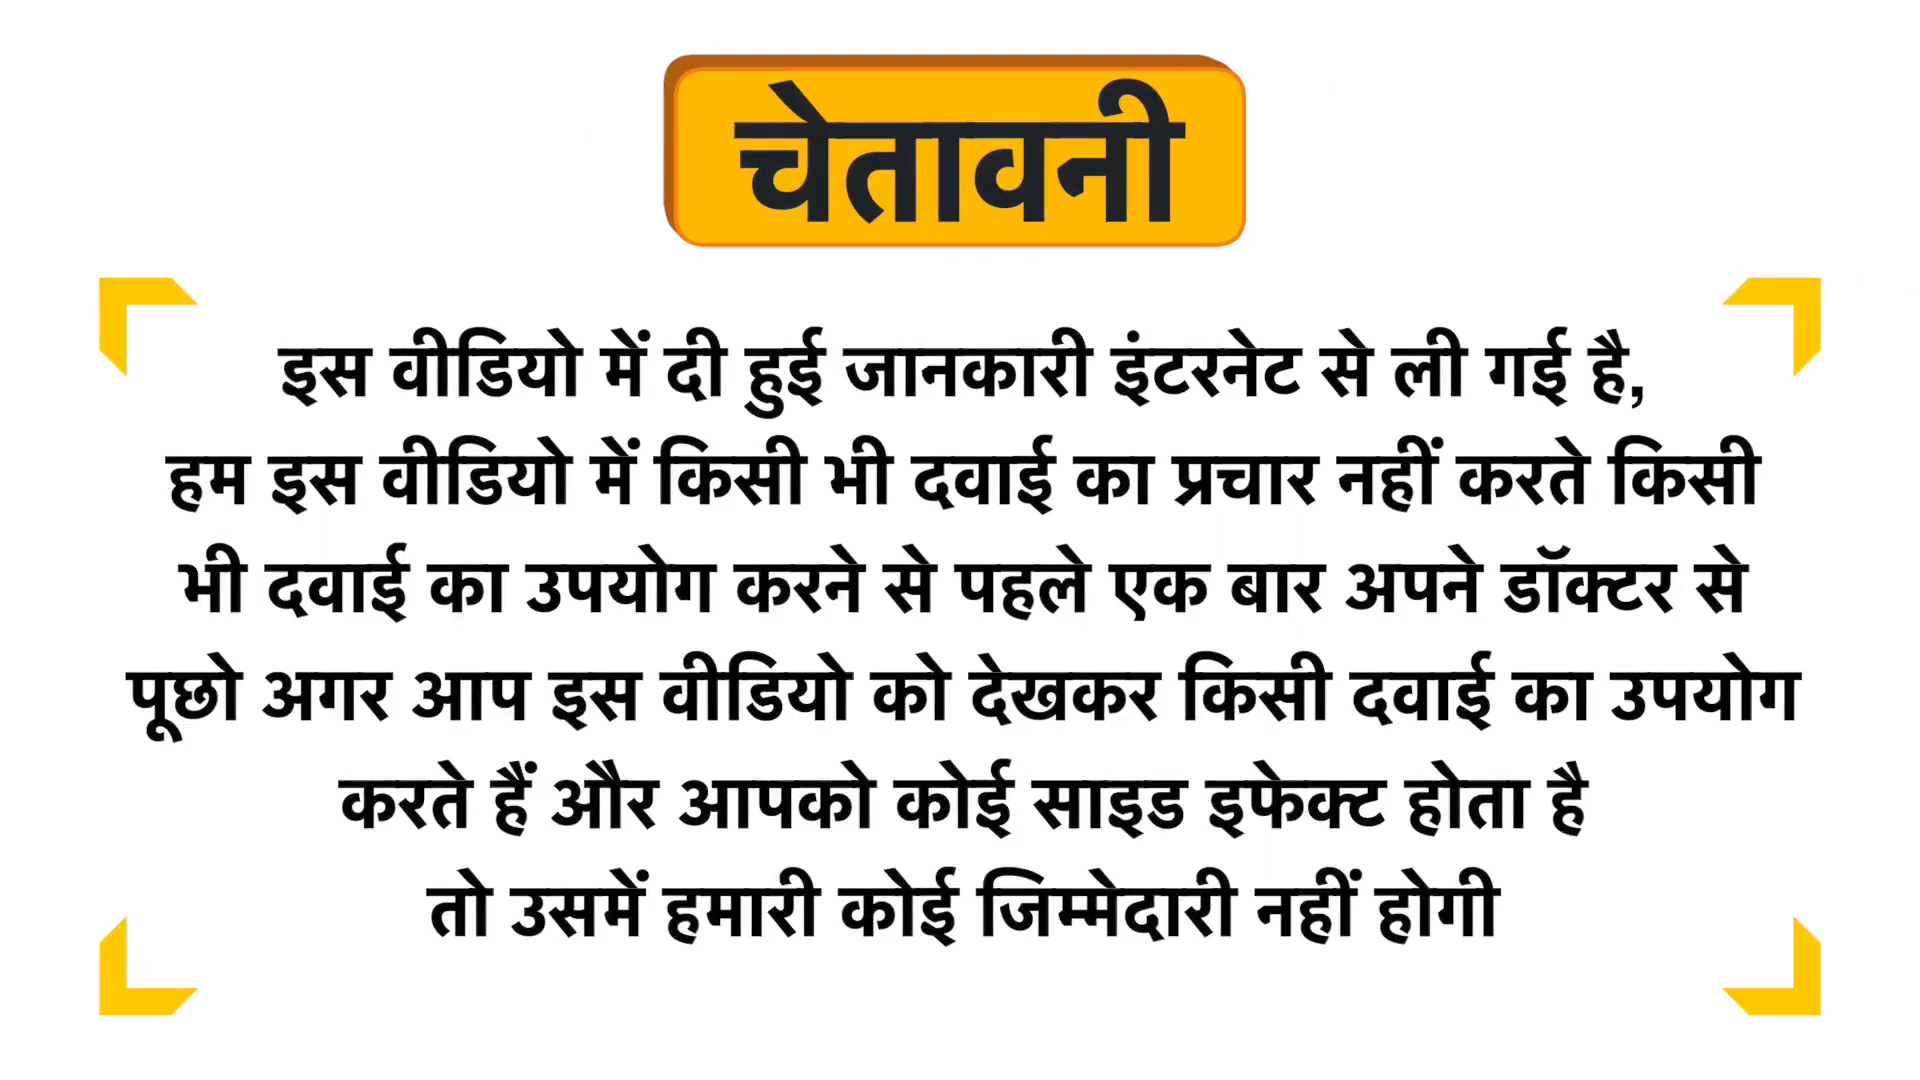 चेतावनी
इस वीडियो में दी हुई जानकारी इंटरनेट से ली गई है,
हम इस वीडियो में किसी भी दवाई का प्रचार नहीं करते किसी
भी दवाई का उपयोग करने से पहले एक बार अपने डॉक्टर से
पूछो अगर आप इस वीडियो को देखकर किसी दवाई का उपयोग
करते हैं और आपको कोई साइड इफेक्ट होता है
तो उसमें हमारी कोई जिम्मेदारी नहीं होगी